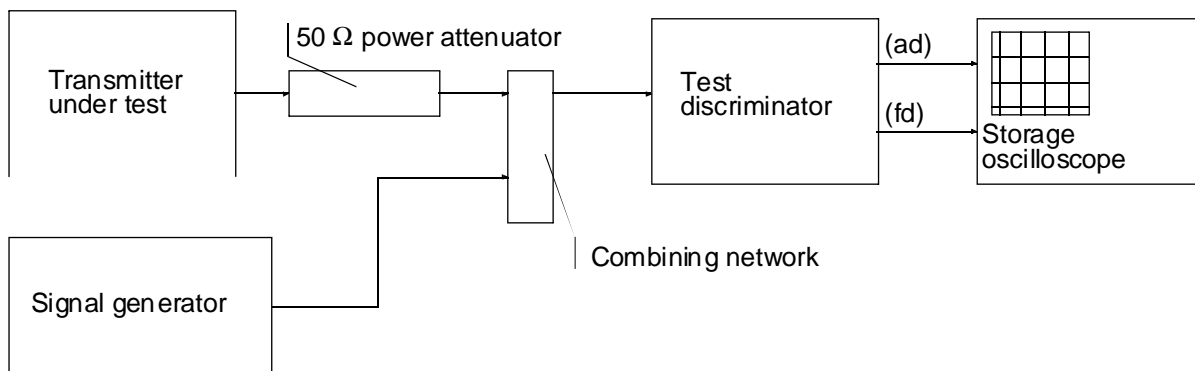 50 Ω power attenuator
Transmitter
under test
Test
discriminator
(ad)
(fd)
Storage
oscilloscope
Combining network
Signal generator